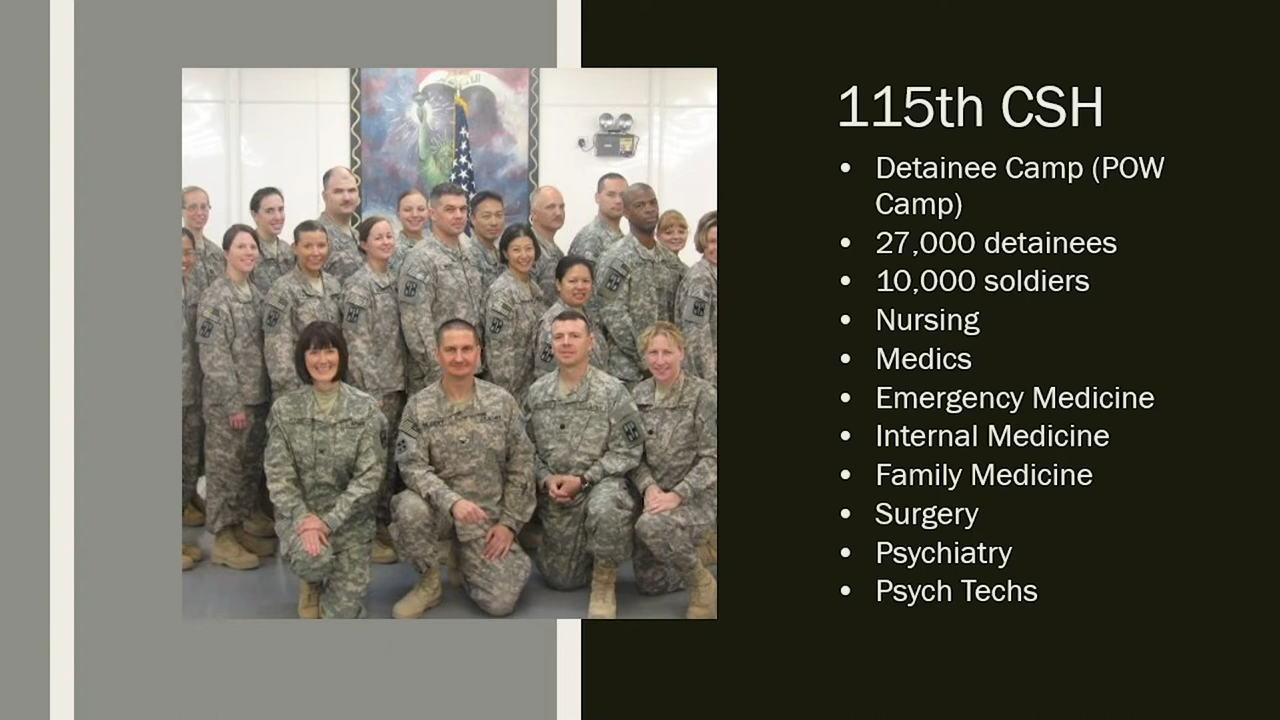 115th CSH
• Detainee Camp (POW
Camp)
• 27,000 detainees
• 10,000 soldiers
• Nursing
• Medics
• Emergency Medicine
• Internal Medicine
• Family Medicine
• Surgery
• Psychiatry
• Psych Techs